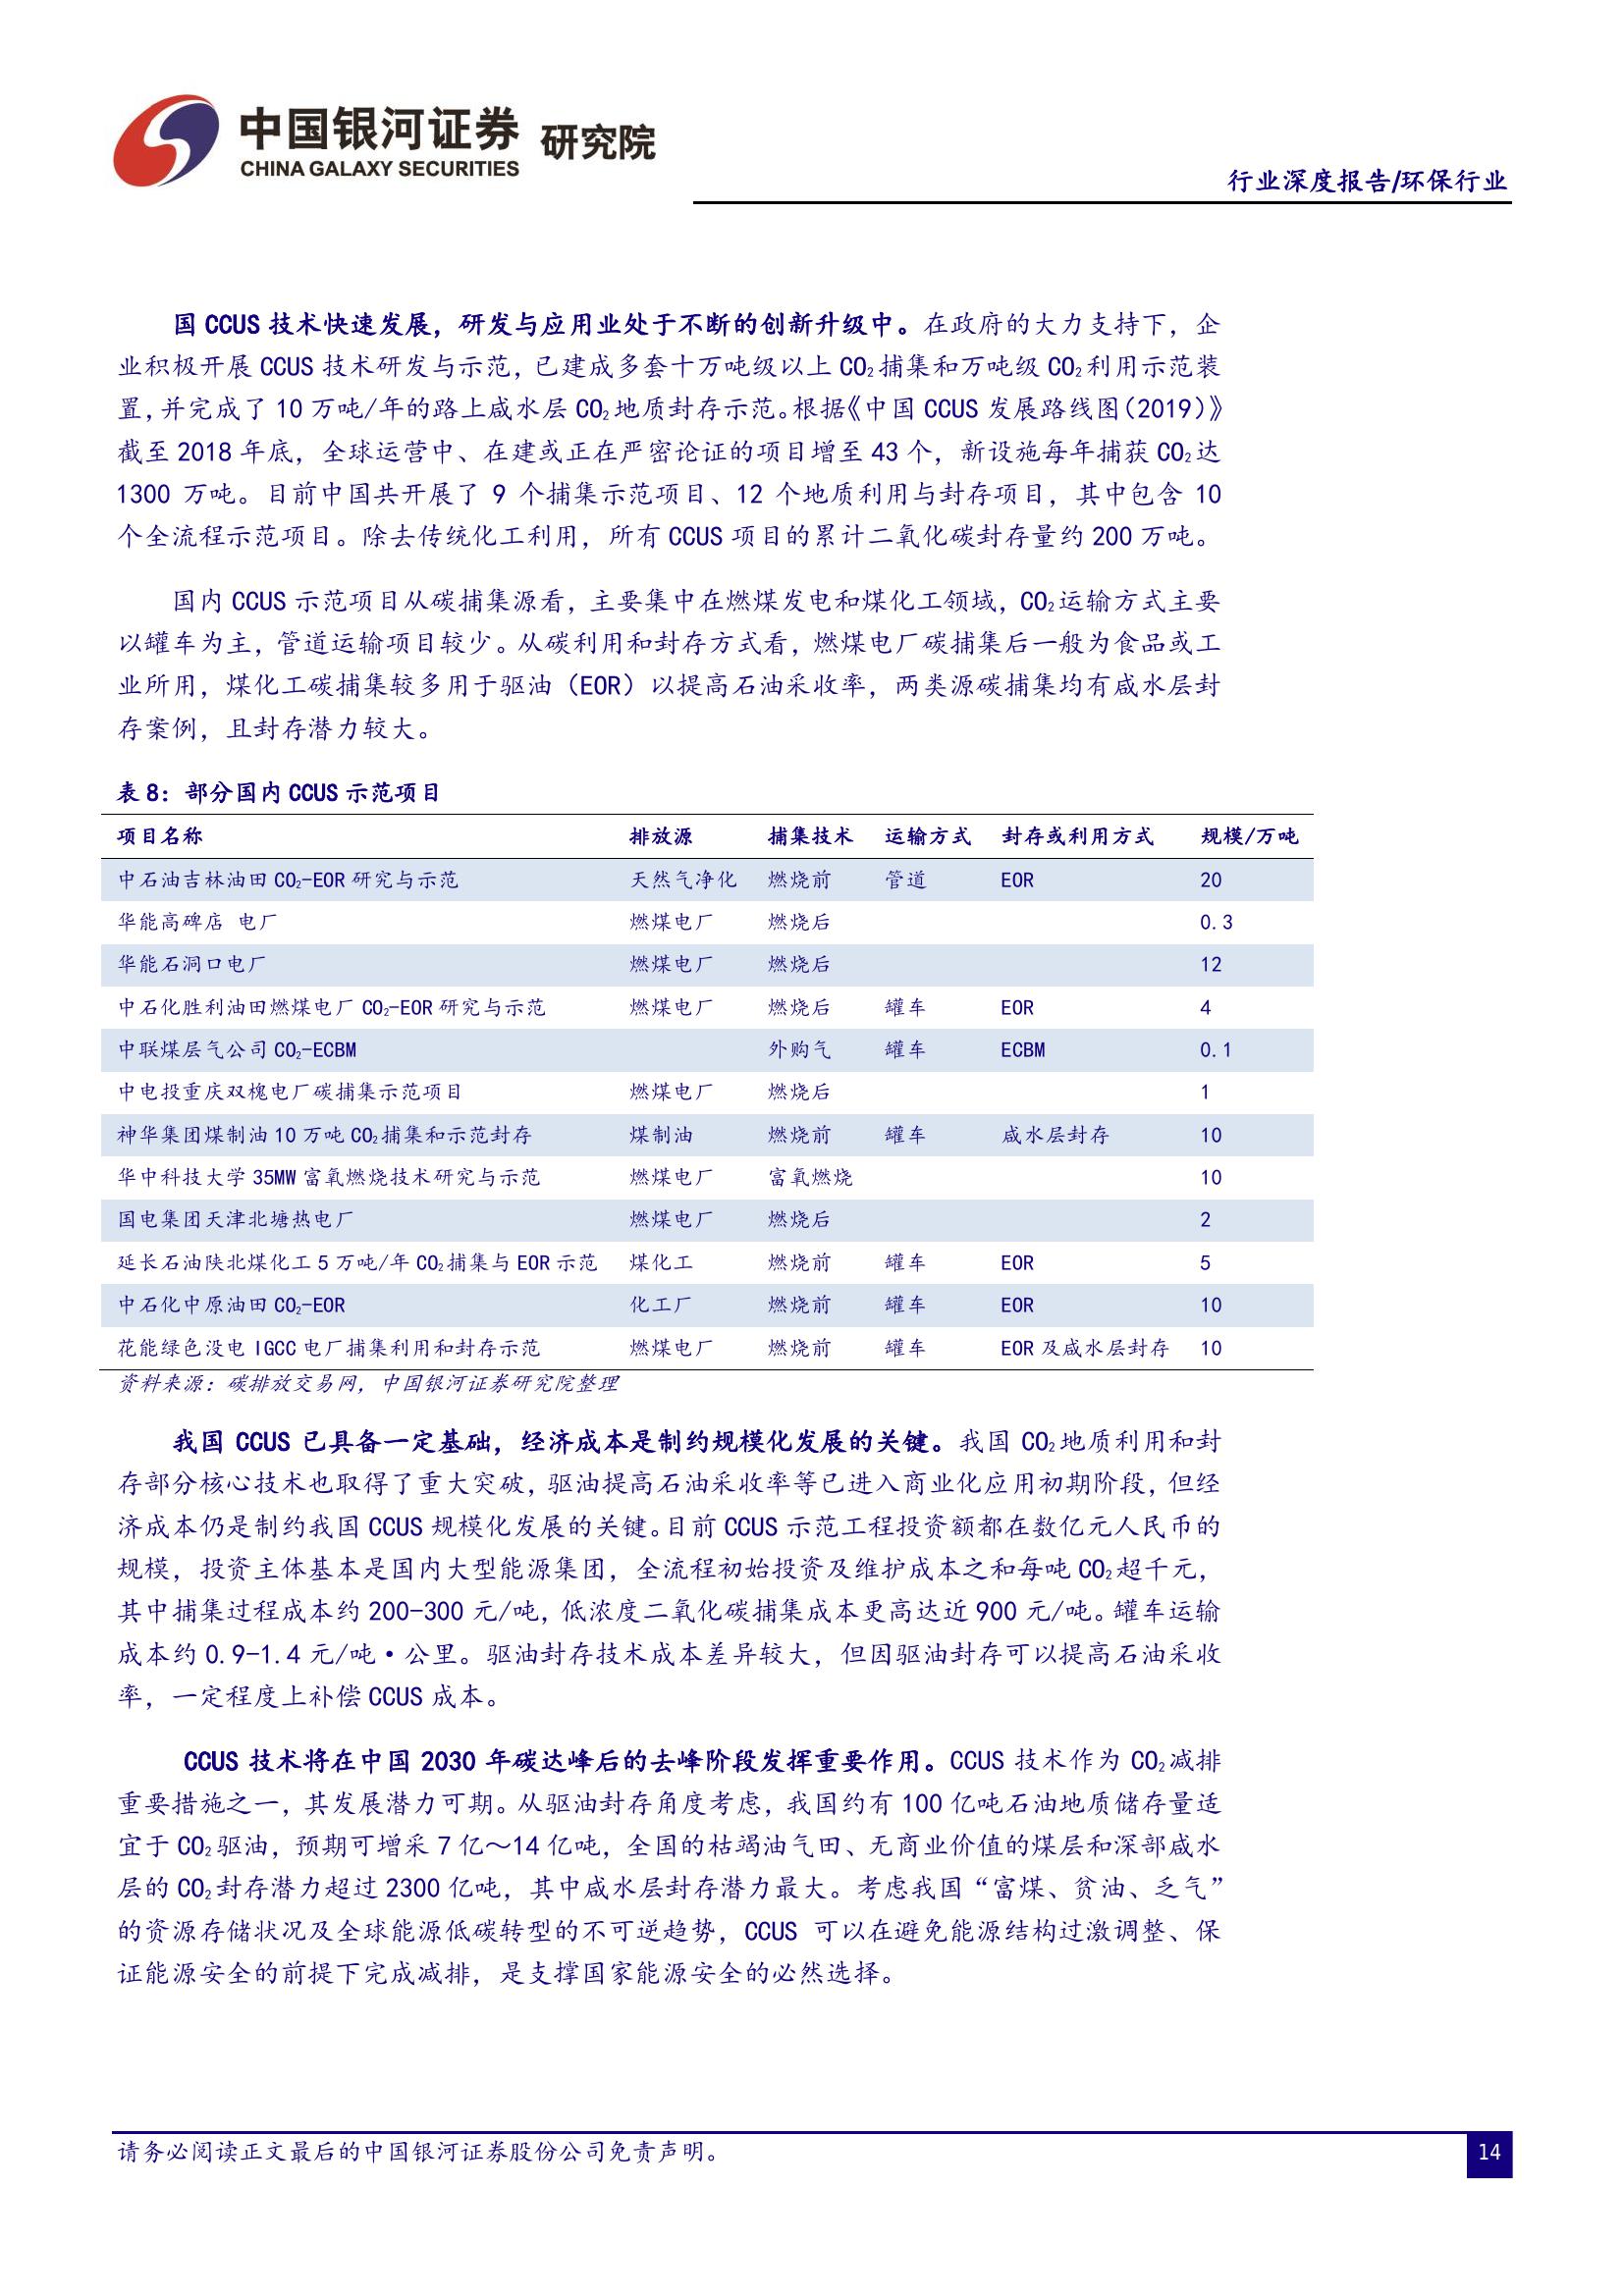 中国银河证券 研究院
CHINA GALAXY SECURITIES
行业深度报告/环保行业
国 CCUS 技术快速发展，研发与应用业处于不断的创新升级中。在政府的大力支持下，企
业积极开展 CCUS 技术研发与示范，已建成多套十万吨级以上 CO₂捕集和万吨级 CO₂利用示范装
置，并完成了 10 万吨/年的路上咸水层 CO₂地质封存示范。根据《中国 CCUS 发展路线图（2019）》
截至 2018 年底，全球运营中、在建或正在严密论证的项目增至 43 个，新设施每年捕获 CO₂达
1300 万吨。目前中国共开展了 9 个捕集示范项目、12 个地质利用与封存项目，其中包含 10
个全流程示范项目。除去传统化工利用，所有 CCUS 项目的累计二氧化碳封存量约 200 万吨。
国内 CCUS 示范项目从碳捕集源看，主要集中在燃煤发电和煤化工领域，CO₂运输方式主要
以罐车为主，管道运输项目较少。从碳利用和封存方式看，燃煤电厂碳捕集后一般为食品或工
业所用，煤化工碳捕集较多用于驱油（EOR）以提高石油采收率，两类源碳捕集均有咸水层封
存案例，且封存潜力较大。
表 8：部分国内 CCUS 示范项目
项目名称 排放源 捕集技术 运输方式 封存或利用方式 规模/万吨
中石油吉林油田 CO₂-EOR 研究与示范 天然气净化 燃烧前 管道 EOR 20
华能高碑店 电厂 燃煤电厂 燃烧后 0.3
华能石洞口电厂 燃煤电厂 燃烧后 12
中石化胜利油田燃煤电厂 CO₂-EOR 研究与示范 燃煤电厂 燃烧后 罐车 EOR 4
中联煤层气公司 CO₂-ECBM 外购气 罐车 ECBM 0.1
中电投重庆双槐电厂碳捕集示范项目 燃煤电厂 燃烧后 1
神华集团煤制油 10 万吨 CO₂捕集和示范封存 煤制油 燃烧前 罐车 咸水层封存 10
华中科技大学 35MW 富氧燃烧技术研究与示范 燃煤电厂 富氧燃烧 10
国电集团天津北塘热电厂 燃煤电厂 燃烧后 2
延长石油陕北煤化工 5 万吨/年 CO₂捕集与 EOR 示范 煤化工 燃烧前 罐车 EOR 5
中石化中原油田 CO₂-EOR 化工厂 燃烧前 罐车 EOR 10
花能绿色没电 IGCC 电厂捕集利用和封存示范 燃煤电厂 燃烧前 罐车 EOR 及咸水层封存 10
资料来源：碳排放交易网，中国银河证券研究院整理
我国 CCUS 已具备一定基础，经济成本是制约规模化发展的关键。我国 CO₂地质利用和封
存部分核心技术也取得了重大突破，驱油提高石油采收率等已进入商业化应用初期阶段，但经
济成本仍是制约我国 CCUS 规模化发展的关键。目前 CCUS 示范工程投资额都在数亿元人民币的
规模，投资主体基本是国内大型能源集团，全流程初始投资及维护成本之和每吨 CO₂超千元，
其中捕集过程成本约 200-300 元/吨，低浓度二氧化碳捕集成本更高达近 900 元/吨。罐车运输
成本约 0.9-1.4 元/吨·公里。驱油封存技术成本差异较大，但因驱油封存可以提高石油采收
率，一定程度上补偿 CCUS 成本。
CCUS 技术将在中国 2030 年碳达峰后的去峰阶段发挥重要作用。CCUS 技术作为 CO₂减排
重要措施之一，其发展潜力可期。从驱油封存角度考虑，我国约有 100 亿吨石油地质储存量适
宜于 CO₂驱油，预期可增采 7 亿～14 亿吨，全国的枯竭油气田、无商业价值的煤层和深部咸水
层的 CO₂封存潜力超过 2300 亿吨，其中咸水层封存潜力最大。考虑我国“富煤、贫油、乏气”
的资源存储状况及全球能源低碳转型的不可逆趋势，CCUS 可以在避免能源结构过激调整、保
证能源安全的前提下完成减排，是支撑国家能源安全的必然选择。
请务必阅读正文最后的中国银河证券股份公司免责声明。
14